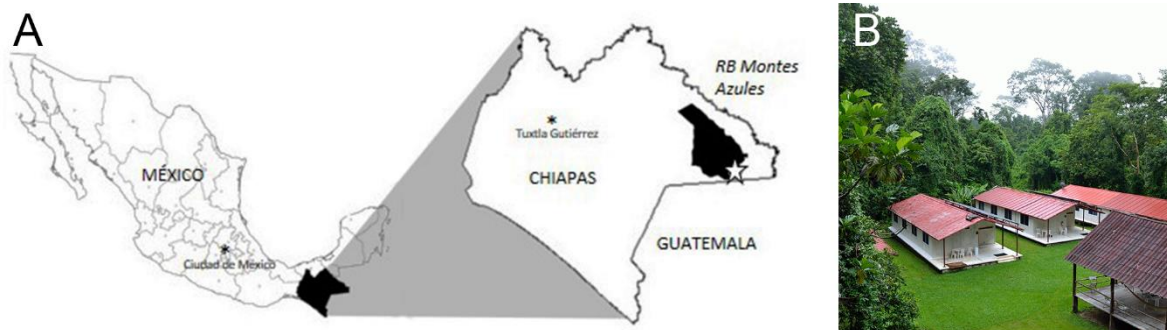 A
B
RB Montes
Azules
*
Tuxtla Gutiérrez
MÉXICO
CHIAPAS
*
Ciudad de México
GUATEMALA